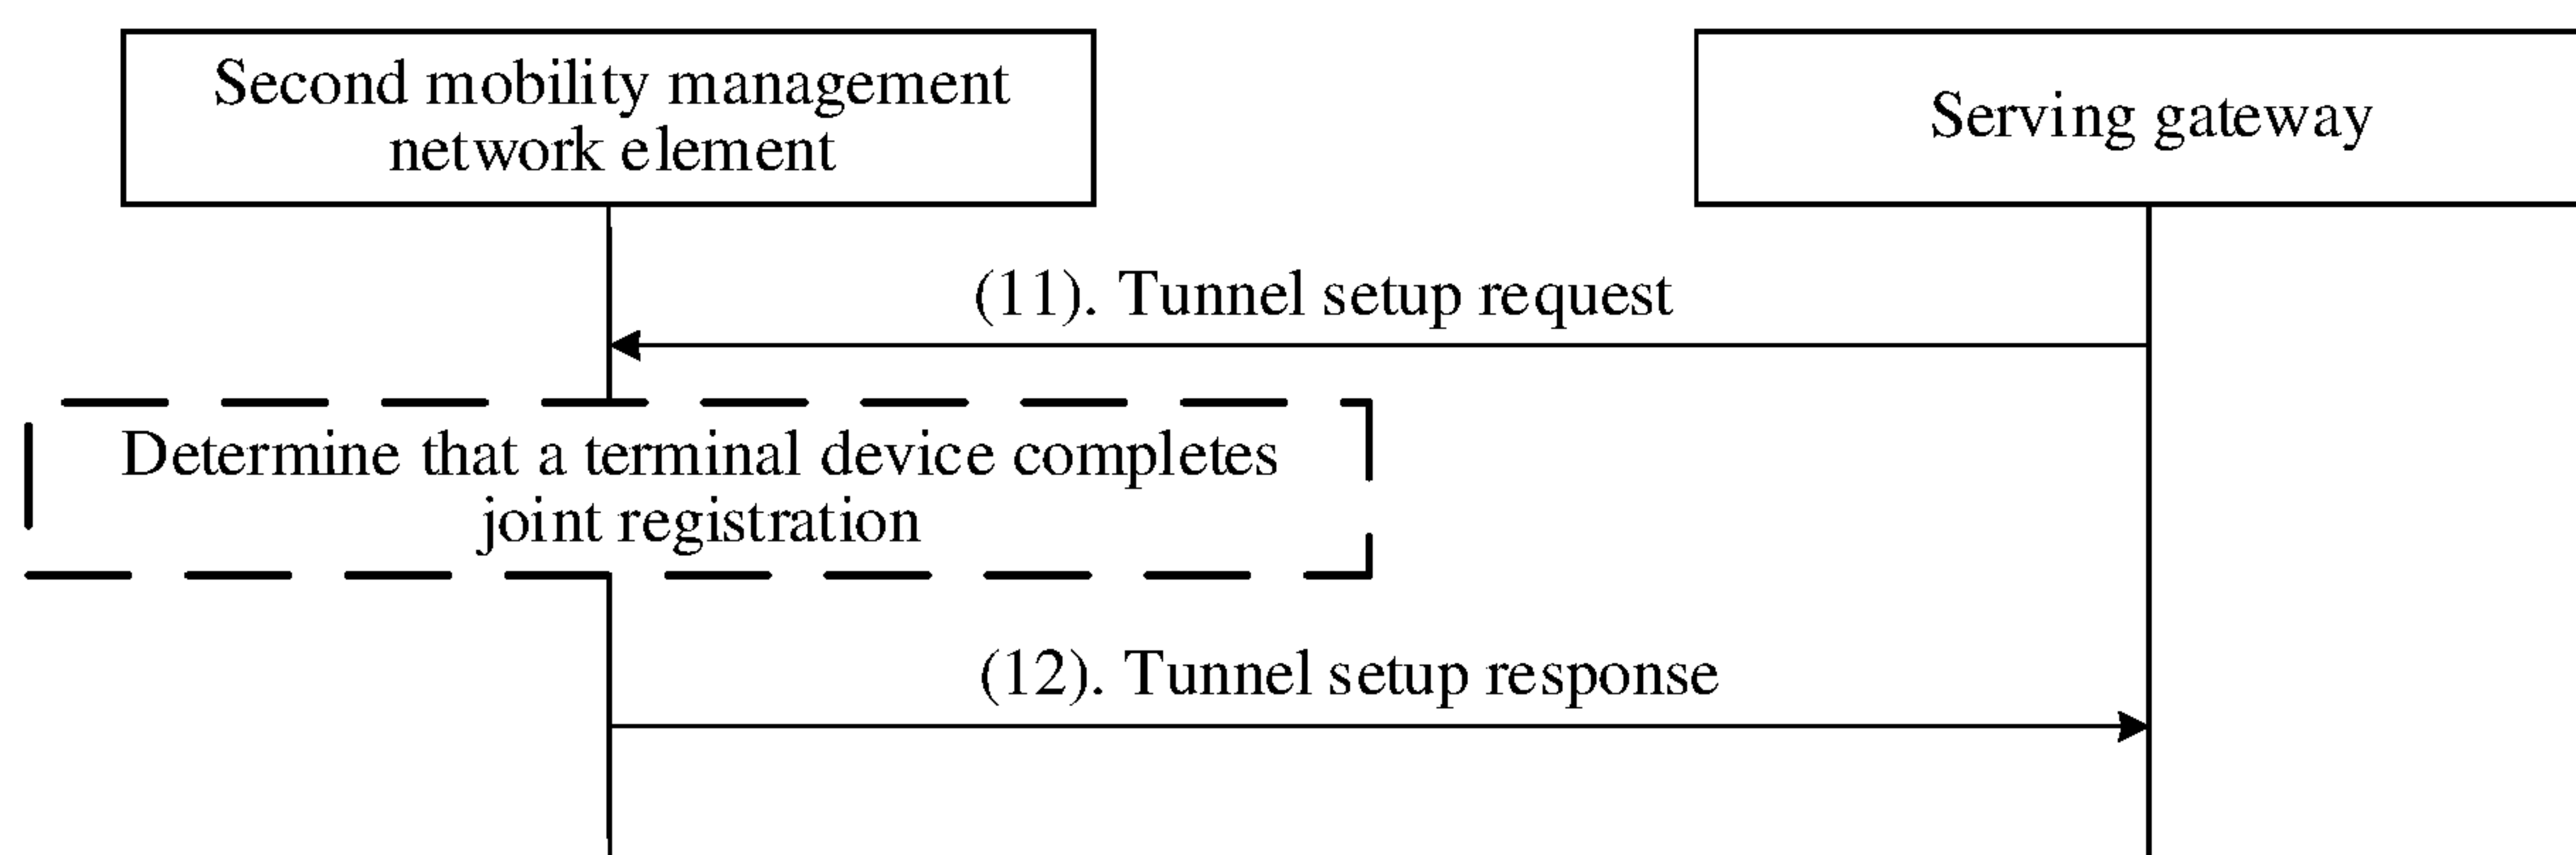 Second mobility management
network element
Serving gateway
(11). Tunnel setup request
Determine that a terminal device completes
joint registration
(12). Tunnel setup response